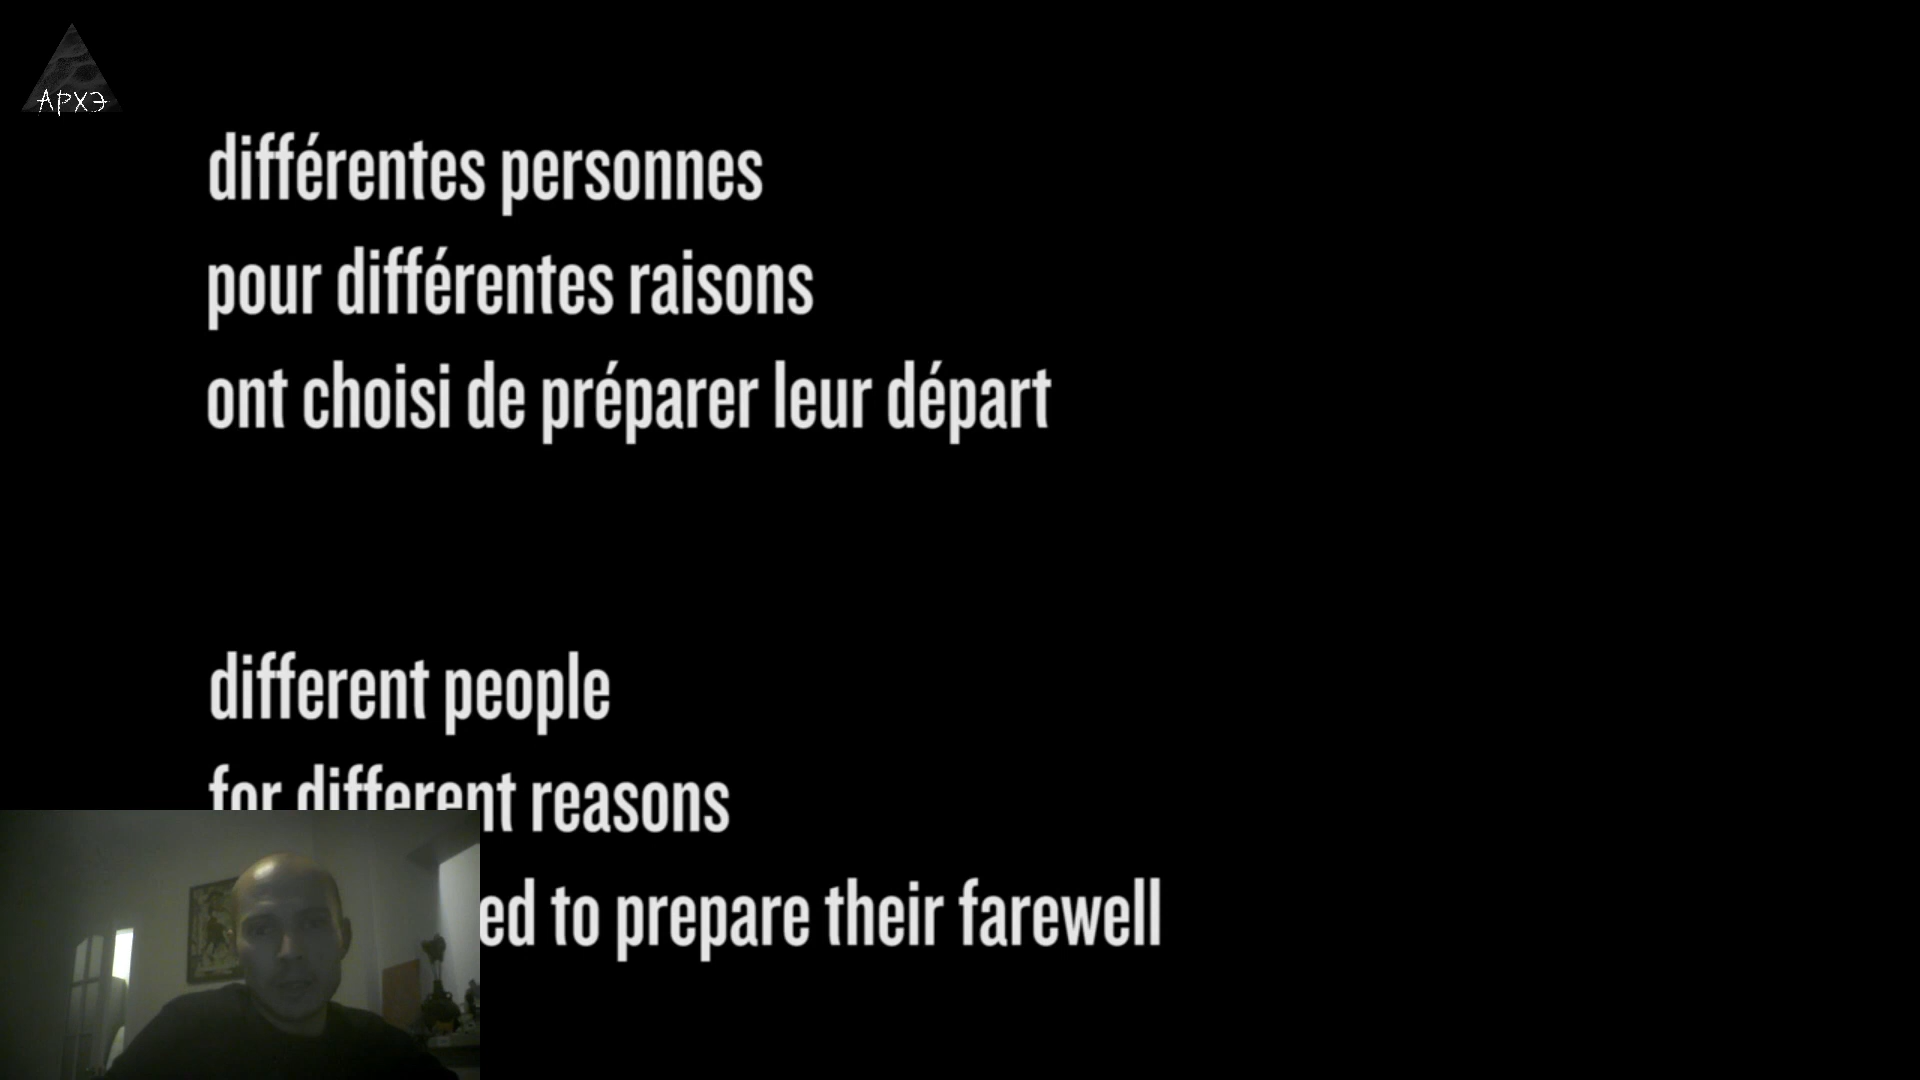 АРХЭ
différentes personnes
pour différentes raisons
ont choisi de préparer leur départ
different people
for different reasons
ed to prepare their farewell